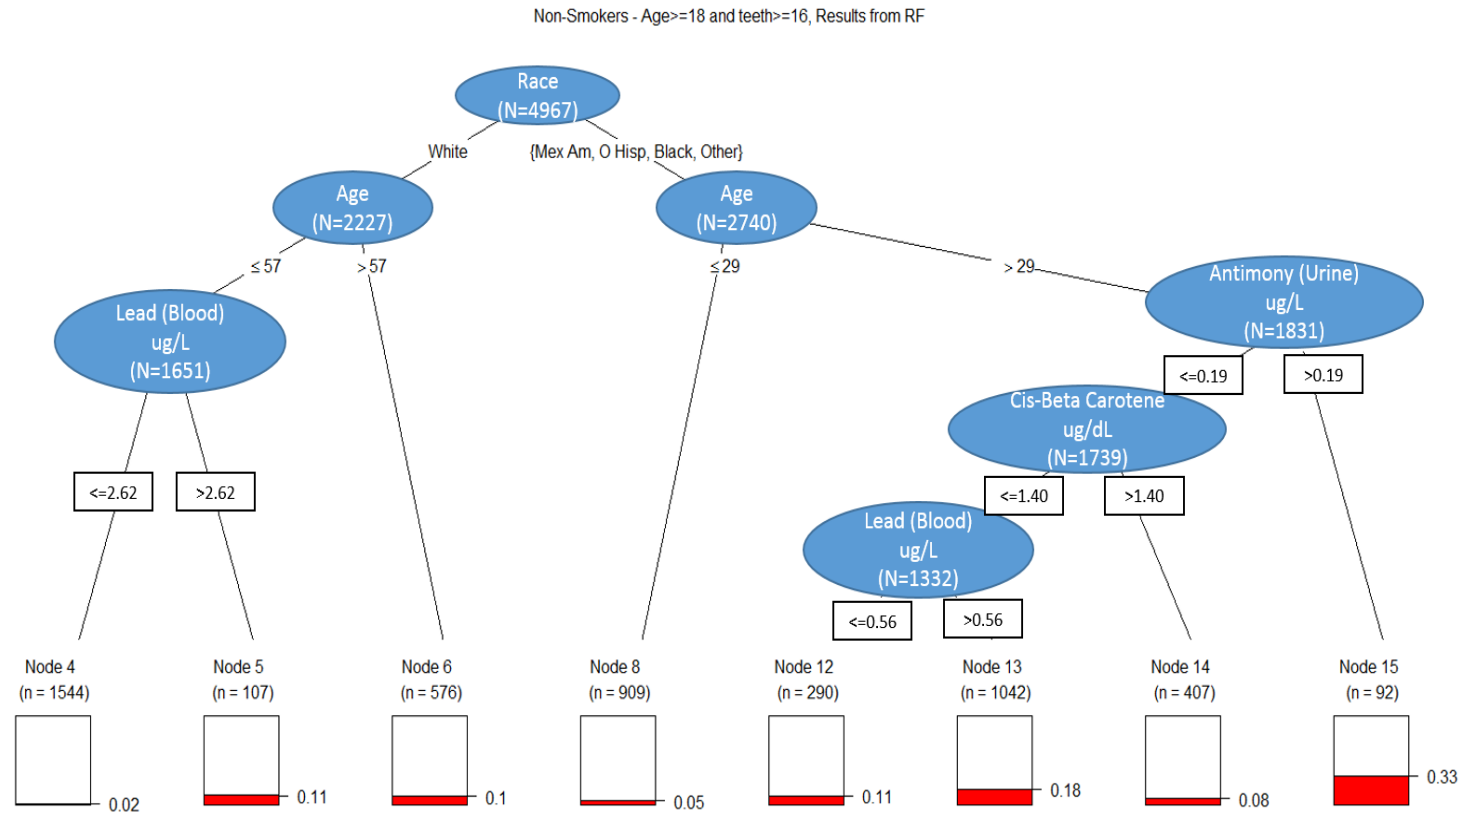 Non-Smokers - Age>=18 and teeth>=16, Results from RF
Race
(N=4967)
White
{Mex Am, O Hisp, Black, Other}
Age
(N=2227)
Age
(N=2740)
≤ 57
> 57
≤ 29
> 29
Antimony (Urine)
ug/L
(N=1831)
Lead (Blood)
ug/L
(N=1651)
<=0.19
>0.19
Cis-Beta Carotene
ug/dL
(N=1739)
<=2.62
>2.62
<=1.40
>1.40
Lead (Blood)
ug/L
(N=1332)
<=0.56
>0.56
Node 4
(n = 1544)
0.02
Node 5
(n = 107)
0.11
Node 6
(n = 576)
0.1
Node 8
(n = 909)
0.05
Node 12
(n = 290)
0.11
Node 13
(n = 1042)
0.18
Node 14
(n = 407)
0.08
Node 15
(n = 92)
0.33